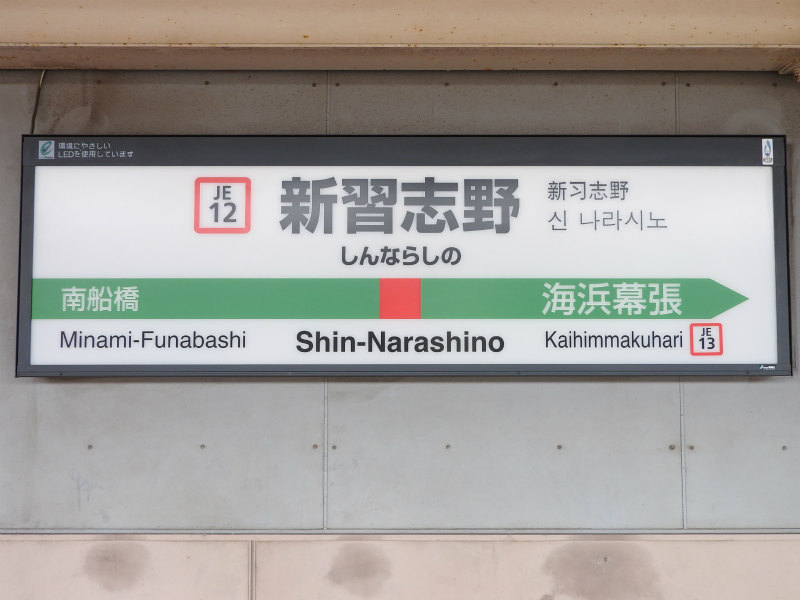 環境にやさしい
LEDを使用しています
JE
12
新習志野
新习志野
신 나라시노
しんならしの
南船橋
海浜幕張
Minami-Funabashi
Shin-Narashino
Kaihimmakuhari
JE
13